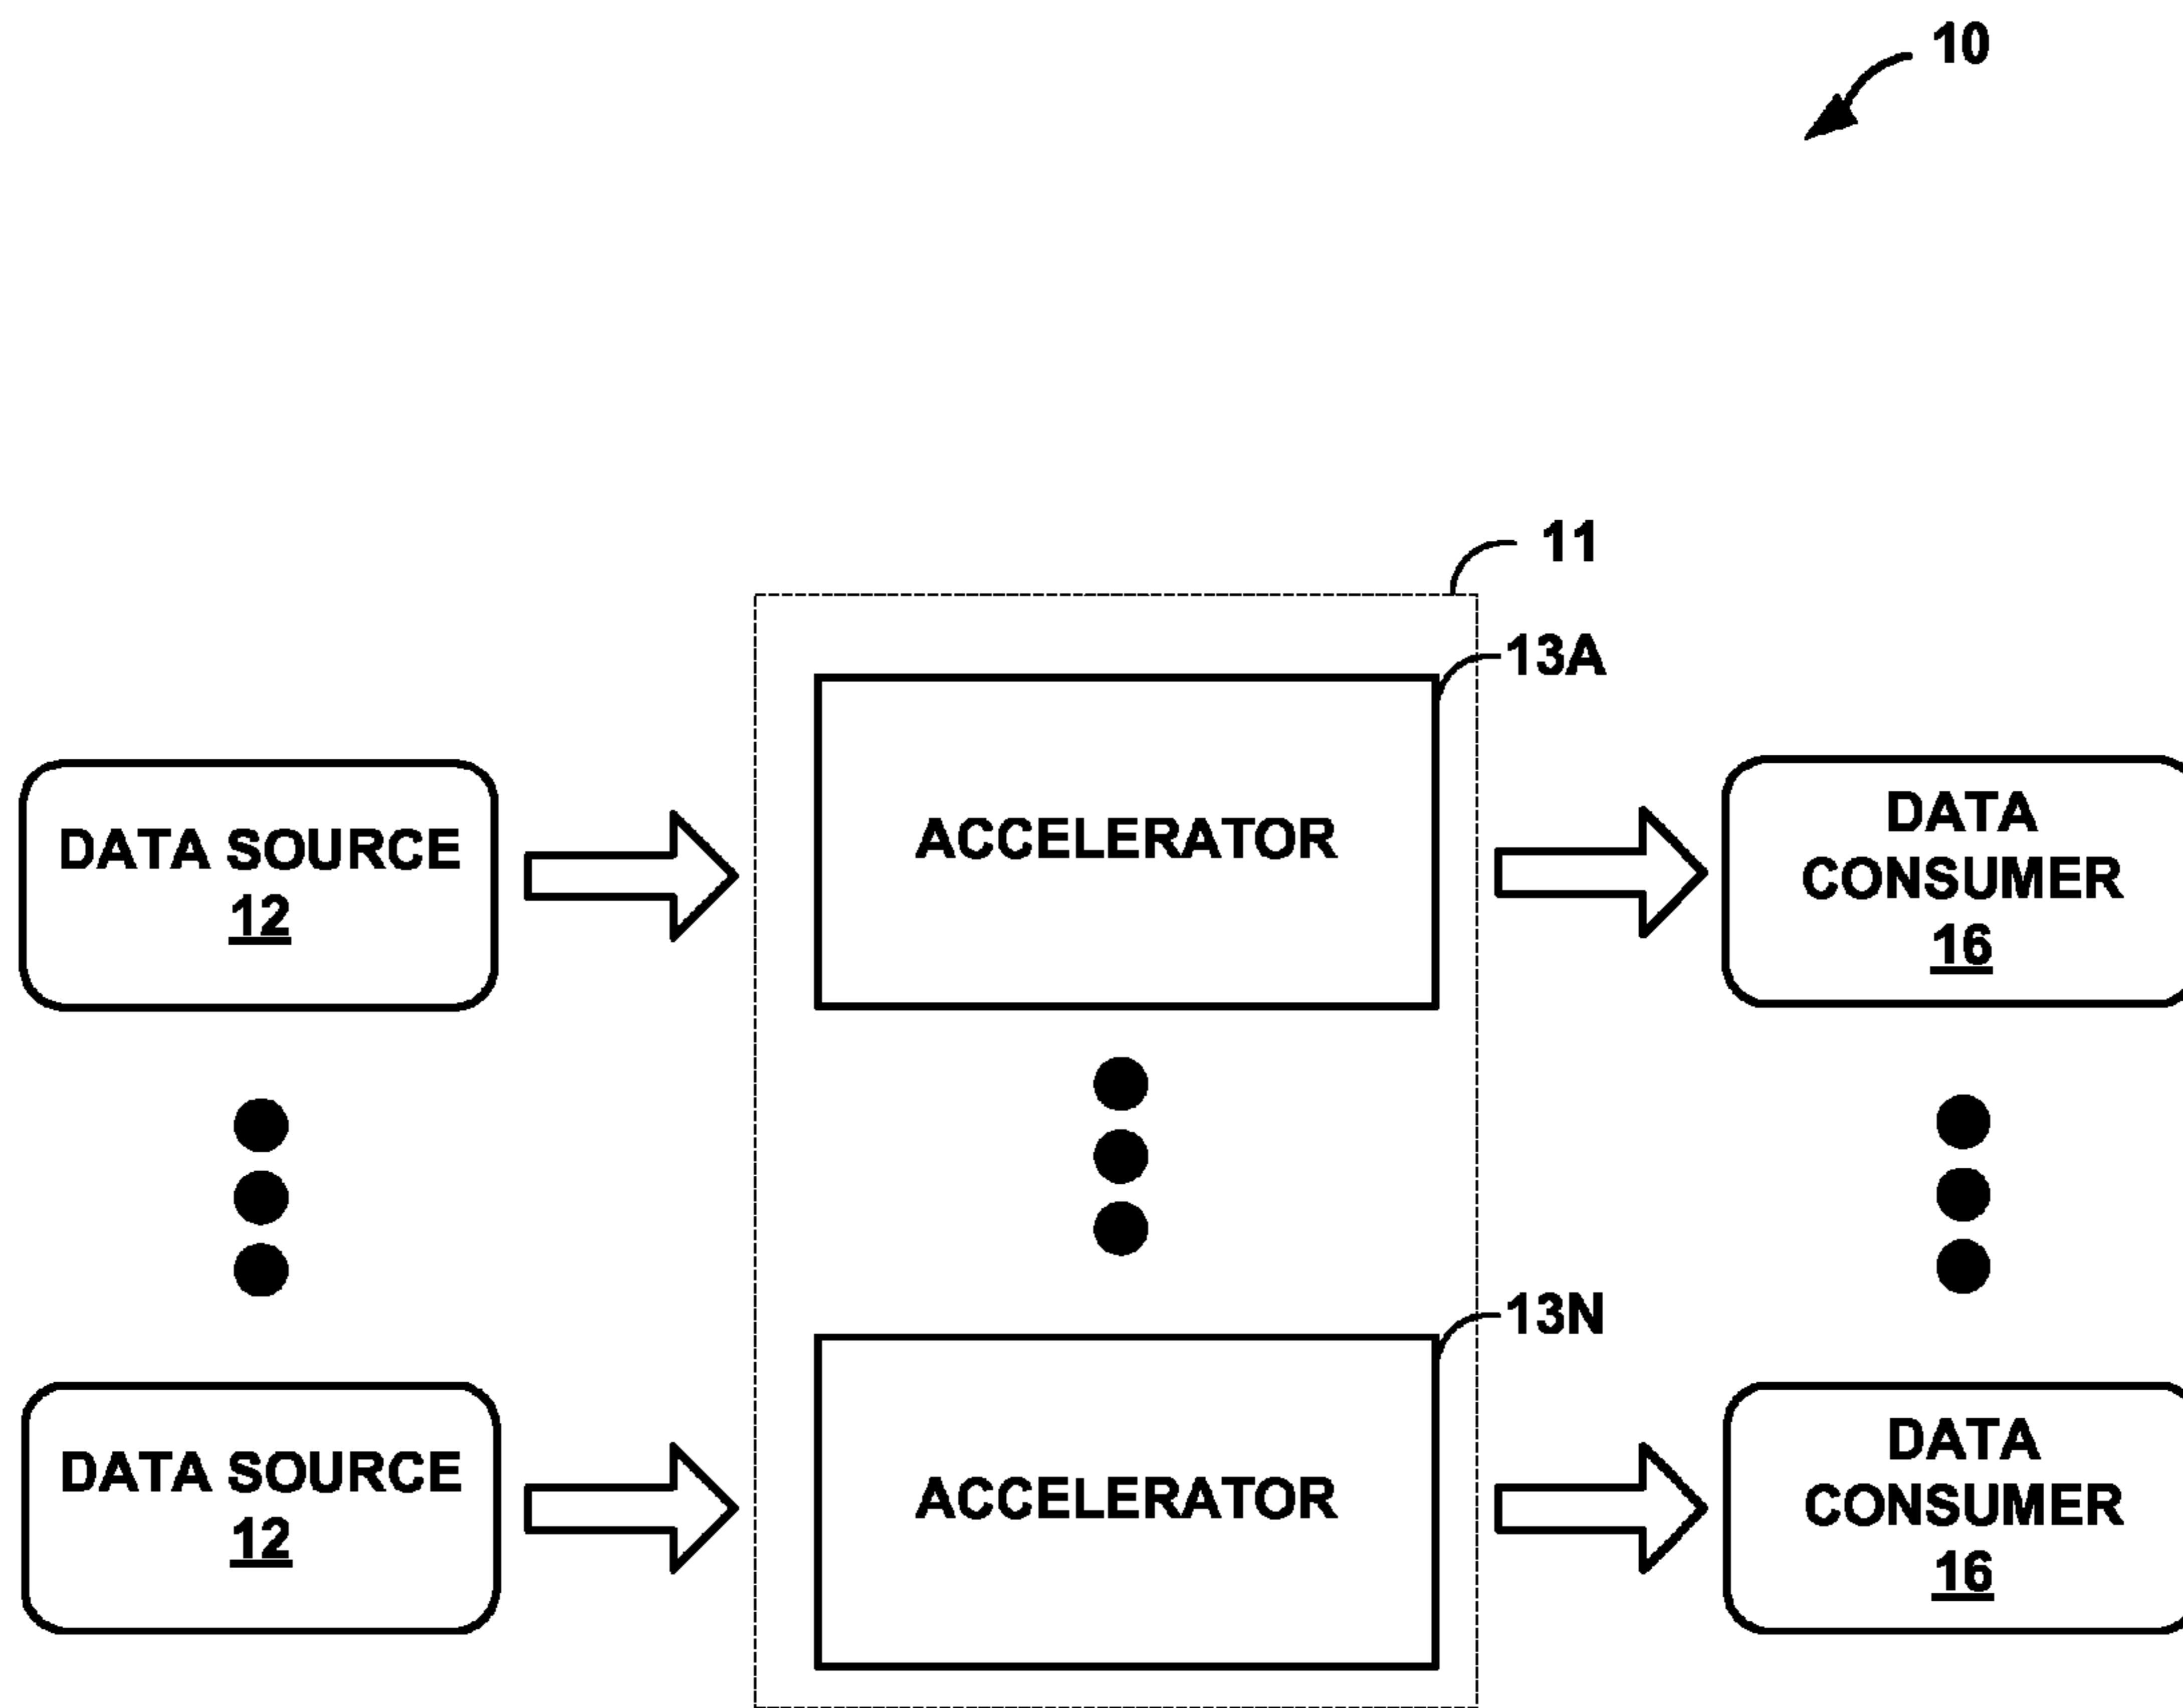 10
11
13A
DATA SOURCE
12
ACCELERATOR
DATA
CONSUMER
16
13N
DATA SOURCE
12
ACCELERATOR
DATA
CONSUMER
16